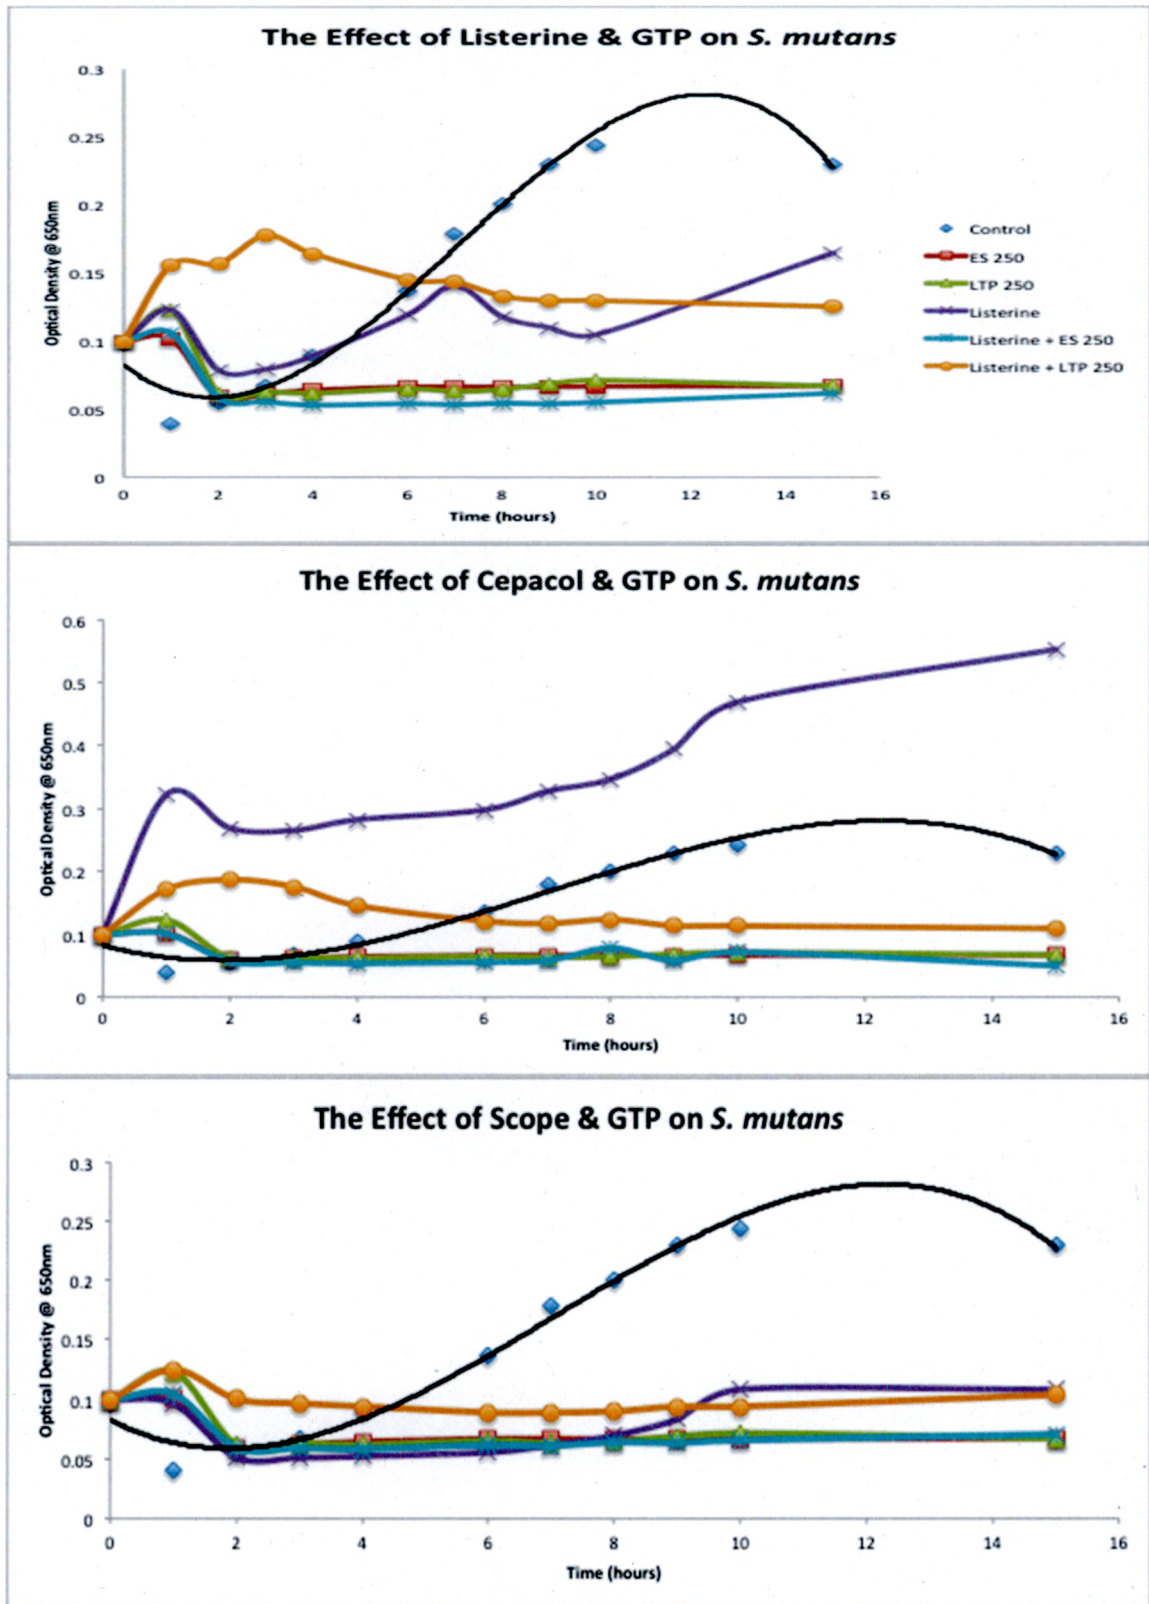 The Effect of Listerine & GTP on S. mutans
0.3
0.25
0.2
0.15
0.1
0.05
0
Optical Density @ 650nm
0 2 4 6 8 10 12 14 16
Time (hours)
Control
ES 250
LTP 250
Listerine
Listerine + ES 250
Listerine + LTP 250
The Effect of Cepacol & GTP on S. mutans
0.6
0.5
0.4
0.3
0.2
0.1
0
Optical Density @ 650nm
0 2 4 6 8 10 12 14 16
Time (hours)
The Effect of Scope & GTP on S. mutans
0.3
0.25
0.2
0.15
0.1
0.05
0
Optical Density @ 650nm
0 2 4 6 8 10 12 14 16
Time (hours)